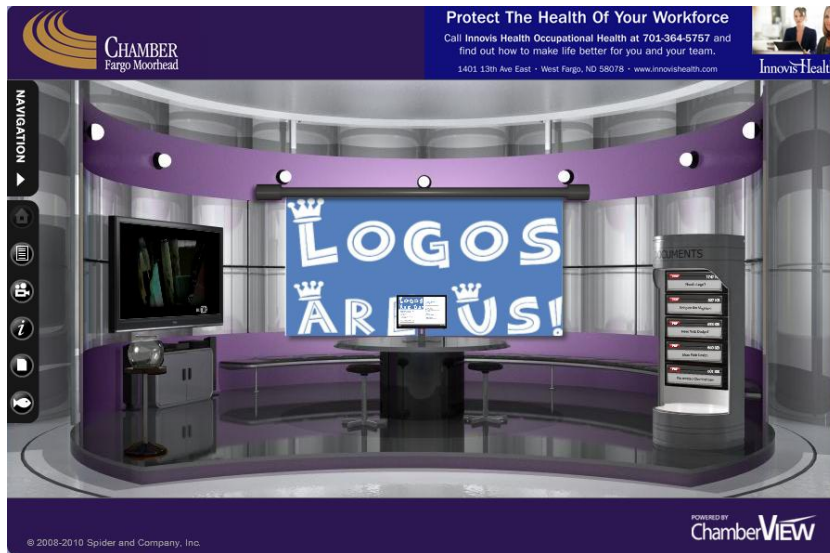 CHAMBER
Fargo Moorhead
Protect The Health Of Your Workforce
Call Innovis Health Occupational Health at 701-364-5757 and
find out how to make life better for you and your team.
1401 13th Ave East · West Fargo, ND 58078 · www.innovishealth.com
Innovis Healt
NAVIGATION
LOGOS
ARE US!
DOCUMENTS
© 2008-2010 Spider and Company, Inc.
POWERED BY
ChamberVIEW